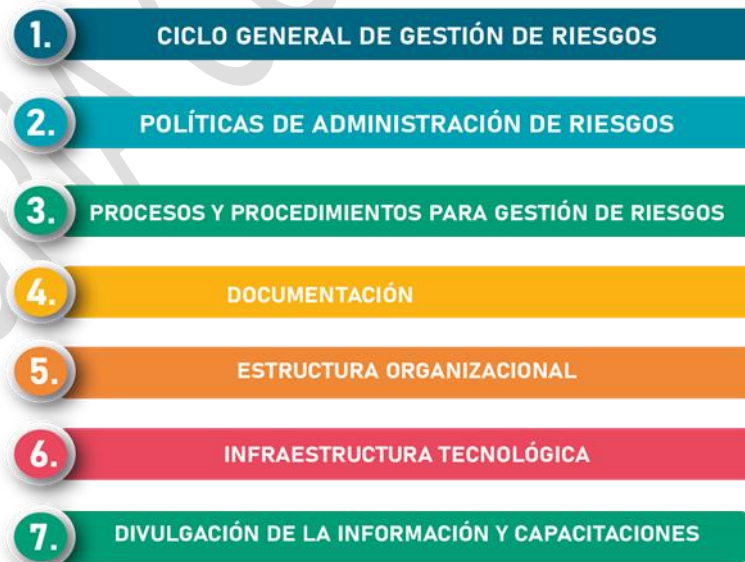 1. CICLO GENERAL DE GESTIÓN DE RIESGOS
2. POLÍTICAS DE ADMINISTRACIÓN DE RIESGOS
3. PROCESOS Y PROCEDIMIENTOS PARA GESTIÓN DE RIESGOS
4. DOCUMENTACIÓN
5. ESTRUCTURA ORGANIZACIONAL
6. INFRAESTRUCTURA TECNOLÓGICA
7. DIVULGACIÓN DE LA INFORMACIÓN Y CAPACITACIONES